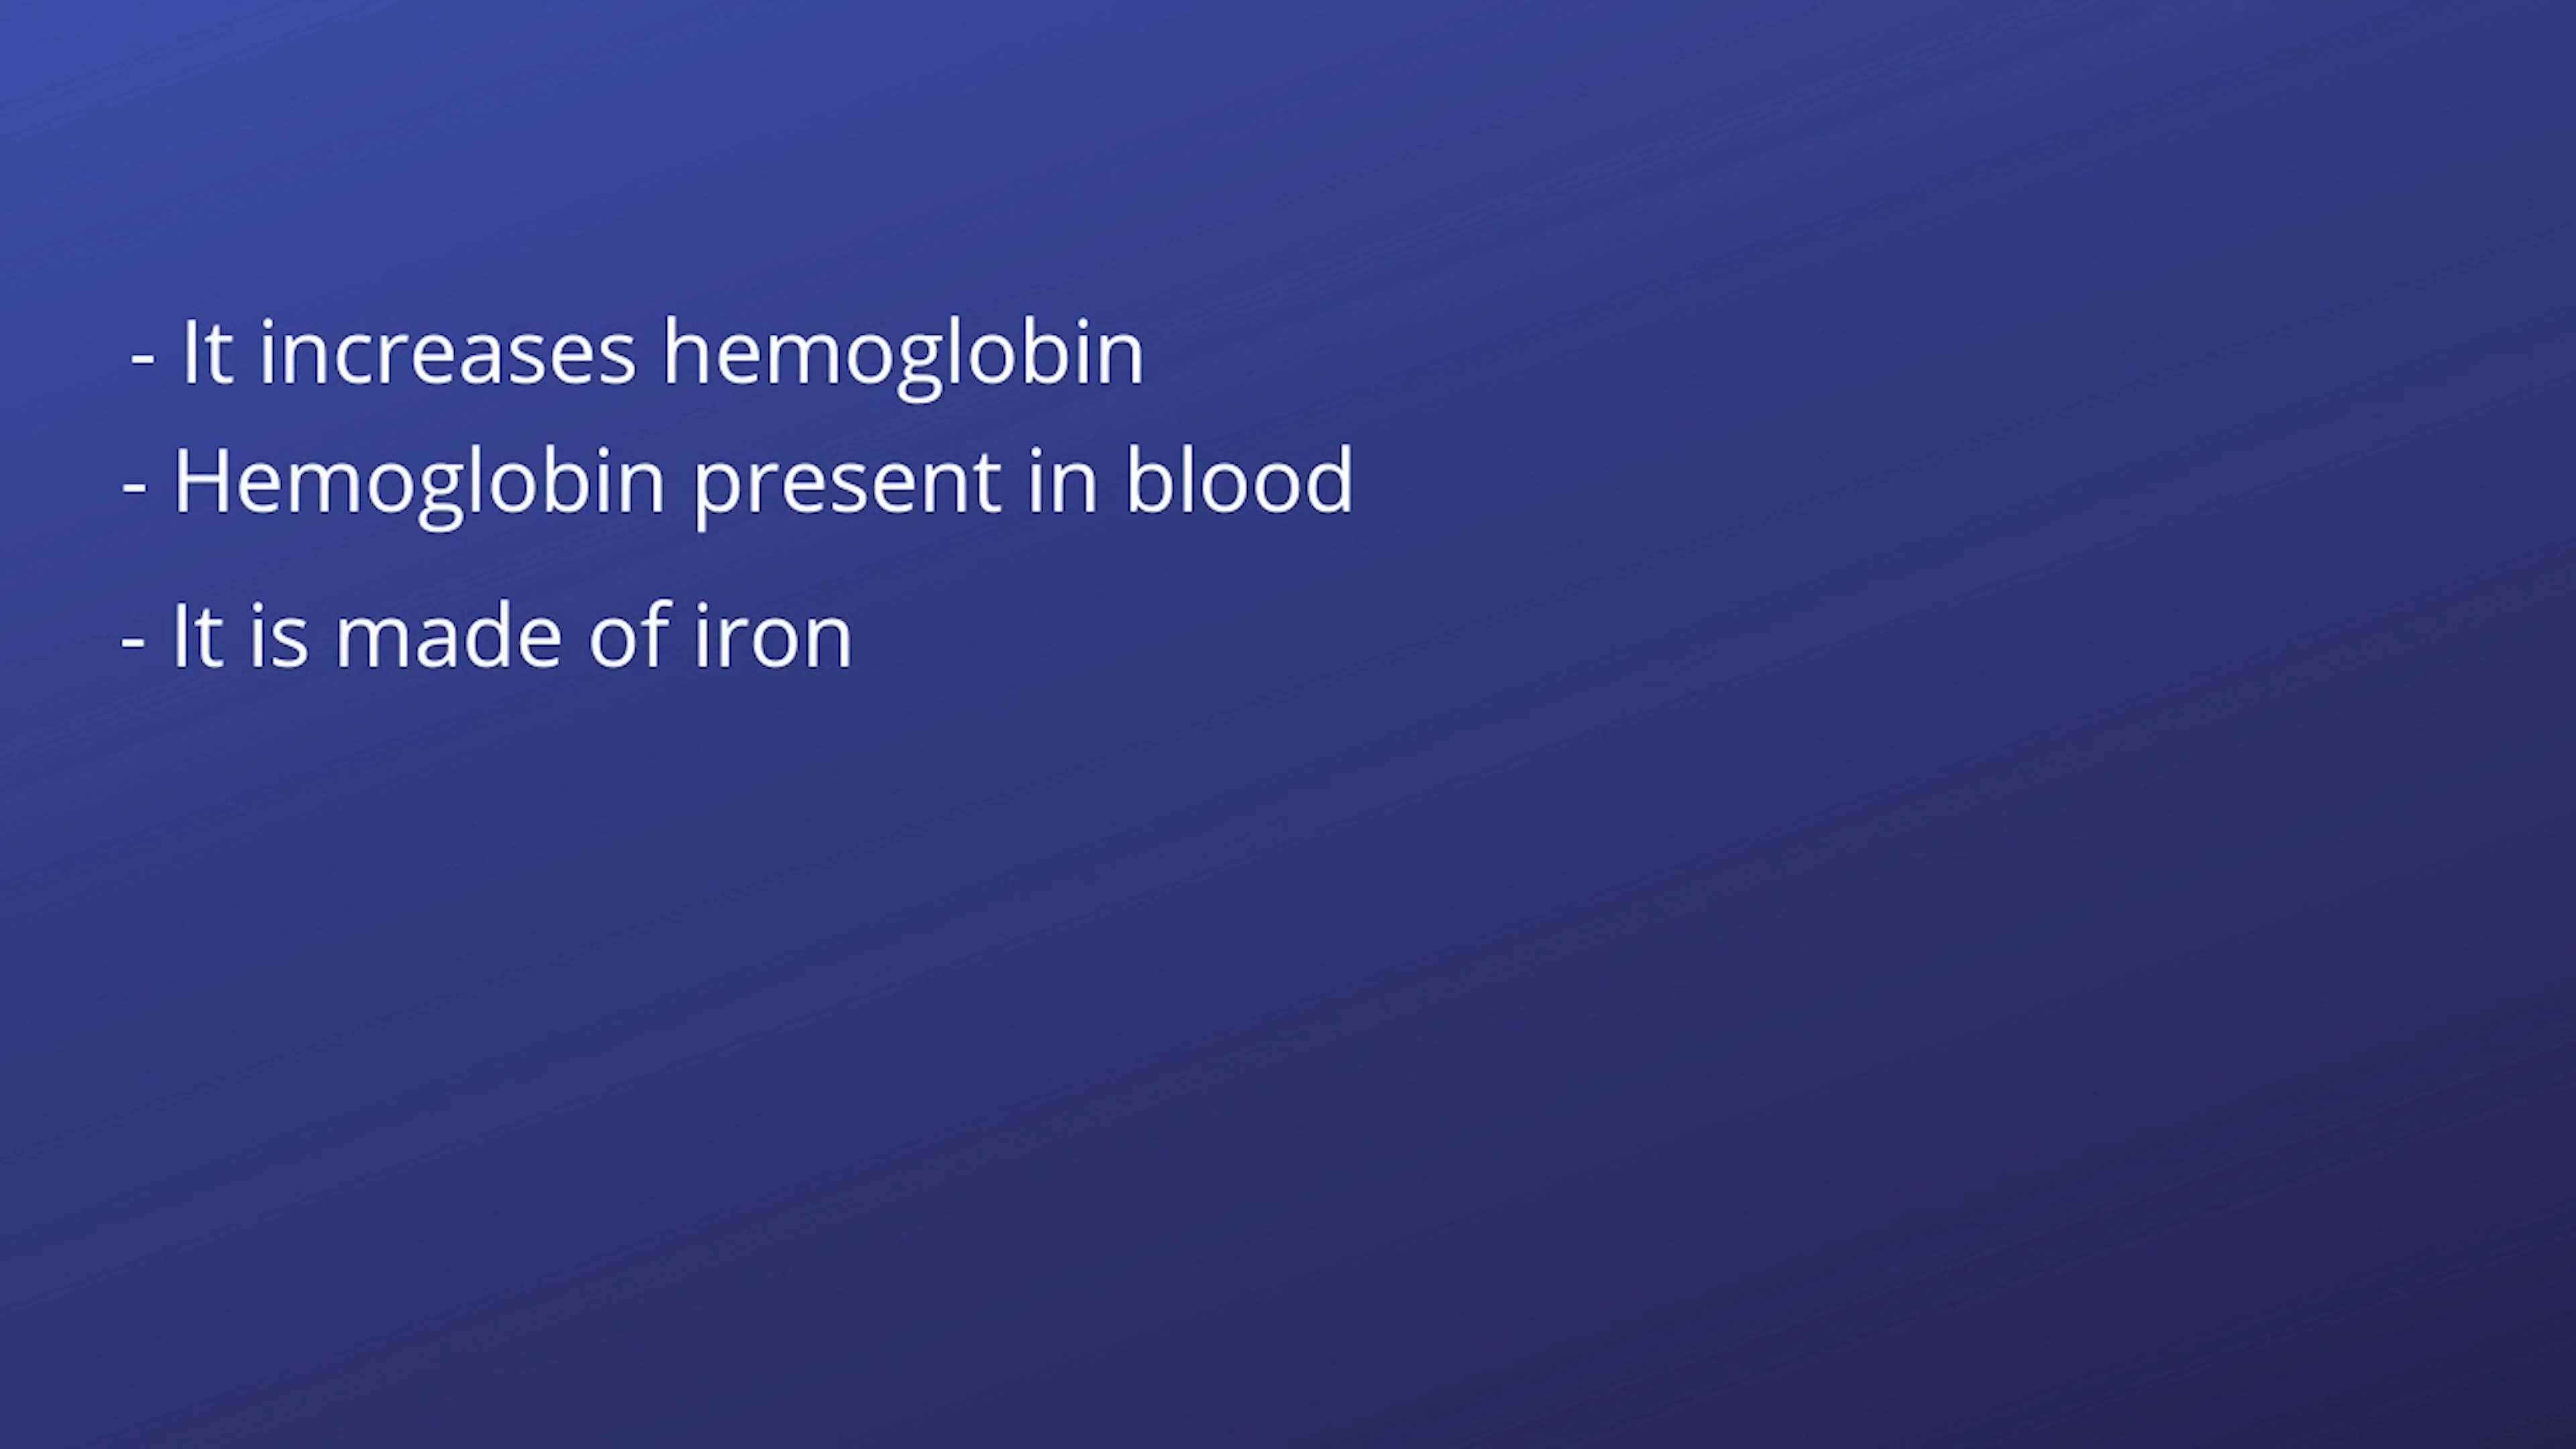 - It increases hemoglobin
- Hemoglobin present in blood
- It is made of iron